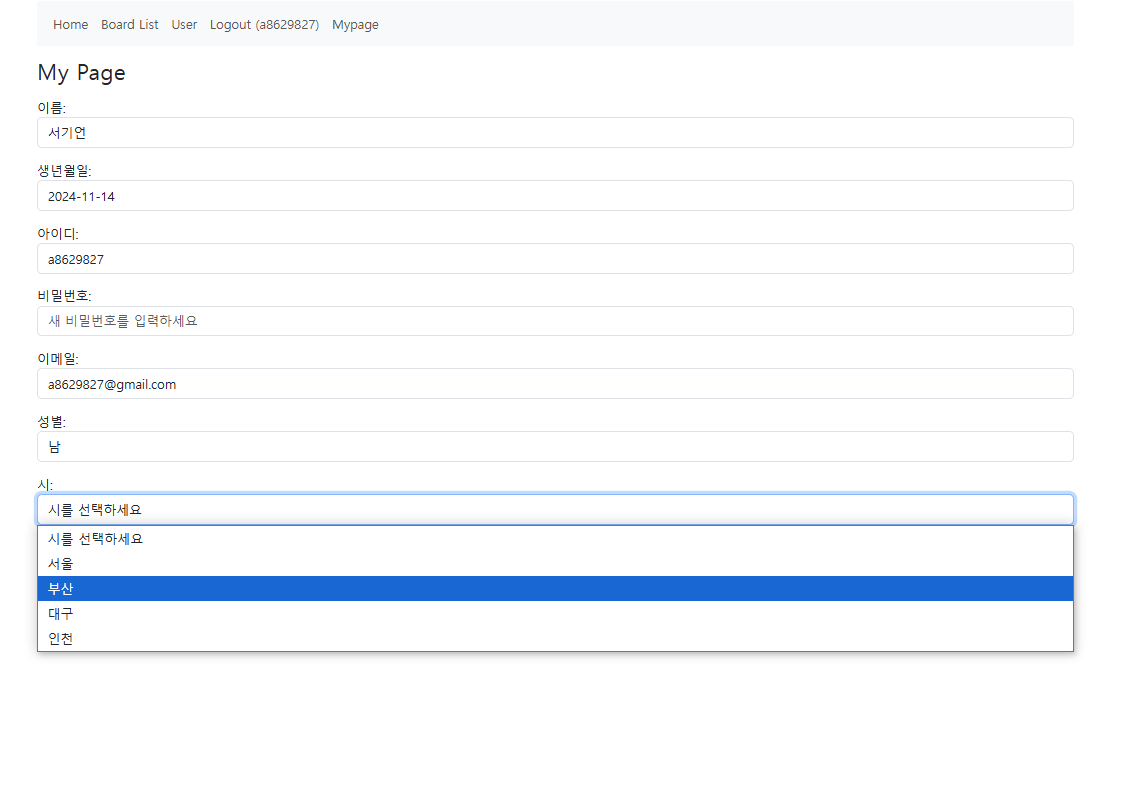 Home Board List User Logout (a8629827) Mypage
My Page
이름:
서기언
생년월일:
2024-11-14
아이디:
a8629827
비밀번호:
새 비밀번호를 입력하세요
이메일:
a8629827@gmail.com
성별:
남
시:
시를 선택하세요
시를 선택하세요
서울
부산
대구
인천